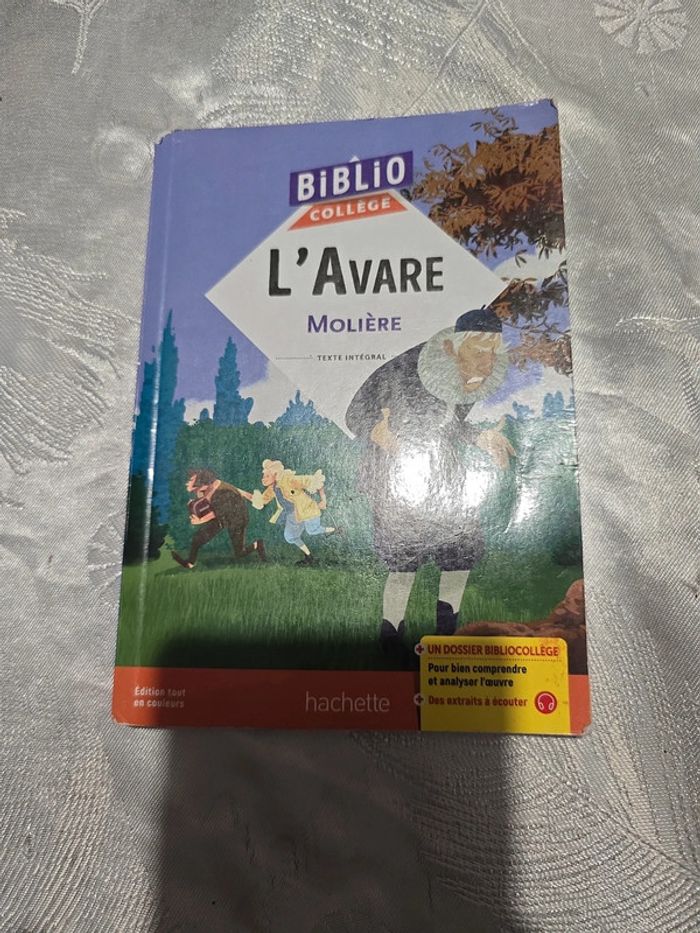 BiBLiO
COLLÈGE
L'AVARE
MOLIÈRE
TEXTE INTÉGRAL
+ UN DOSSIER BIBLIOCOLLÈGE
Pour bien comprendre
et analyser l'œuvre
+ Des extraits à écouter
Édition tout
en couleurs
hachette